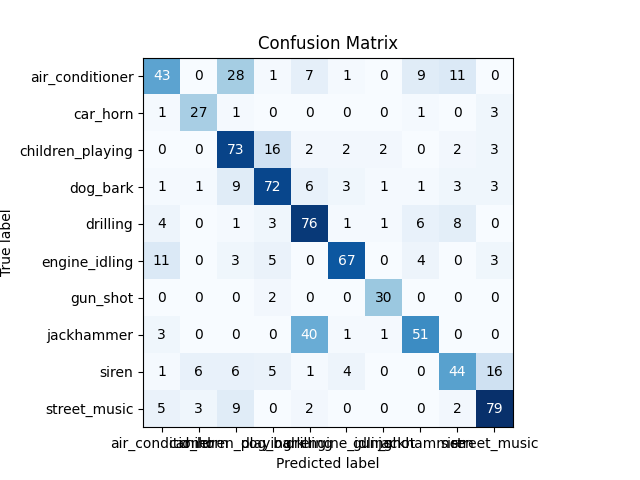 Confusion Matrix
air_conditioner 43 0 28 1 7 1 0 9 11 0
car_horn 1 27 1 0 0 0 0 1 0 3
children_playing 0 0 73 16 2 2 2 0 2 3
dog_bark 1 1 9 72 6 3 1 1 3 3
drilling 4 0 1 3 76 1 1 6 8 0
engine_idling 11 0 3 5 0 67 0 4 0 3
gun_shot 0 0 0 2 0 0 30 0 0 0
jackhammer 3 0 0 0 40 1 1 51 0 0
siren 1 6 6 5 1 4 0 0 44 16
street_music 5 3 9 0 2 0 0 0 2 79
True label
Predicted label